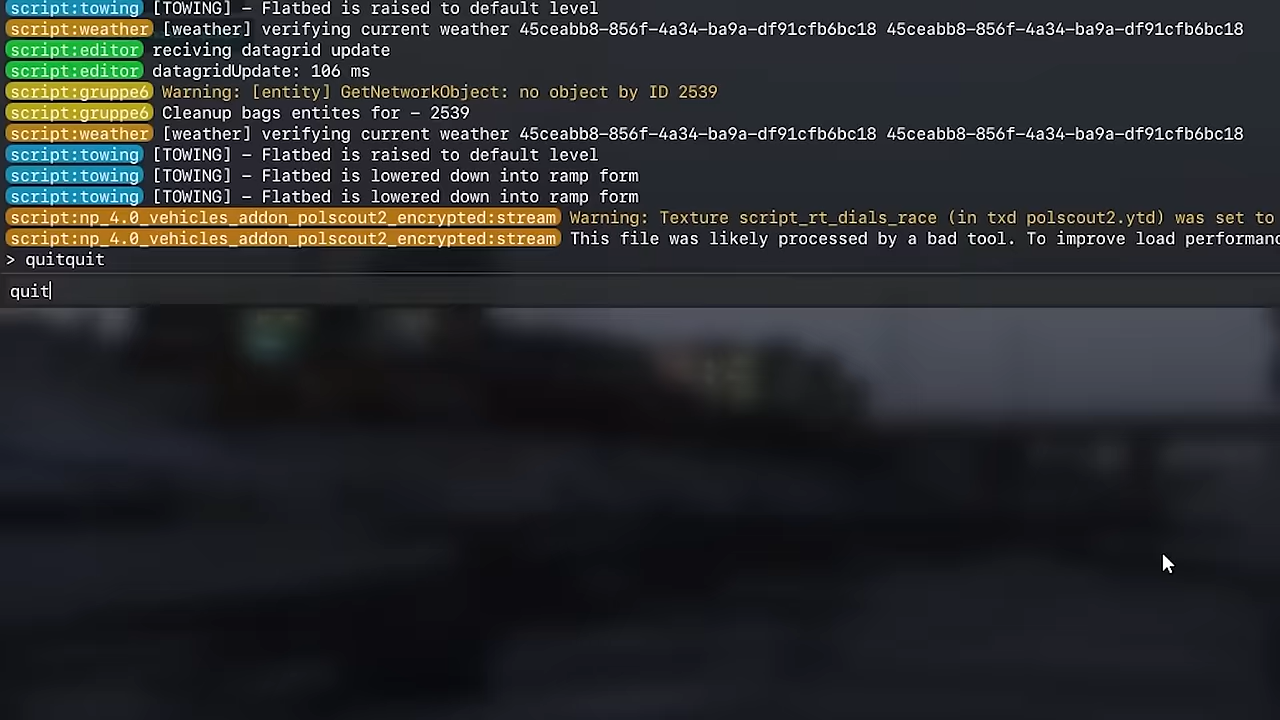 script:towing [TOWING] – Flatbed is raised to default level
script:weather [weather] verifying current weather 45ceabb8-856f-4a34-ba9a-df91cfb6bc18 45ceabb8-856f-4a34-ba9a-df91cfb6bc18
script:editor reciving datagrid update
script:editor datagridUpdate: 106 ms
script:gruppe6 Warning: [entity] GetNetworkObject: no object by ID 2539
script:gruppe6 Cleanup bags entites for – 2539
script:weather [weather] verifying current weather 45ceabb8-856f-4a34-ba9a-df91cfb6bc18 45ceabb8-856f-4a34-ba9a-df91cfb6bc18
script:towing [TOWING] – Flatbed is raised to default level
script:towing [TOWING] – Flatbed is lowered down into ramp form
script:towing [TOWING] – Flatbed is lowered down into ramp form
script:np_4.0_vehicles_addon_polscout2_encrypted:stream Warning: Texture script_rt_dials_race (in txd polscout2.ytd) was set to
script:np_4.0_vehicles_addon_polscout2_encrypted:stream This file was likely processed by a bad tool. To improve load performanc
> quitquit
quit